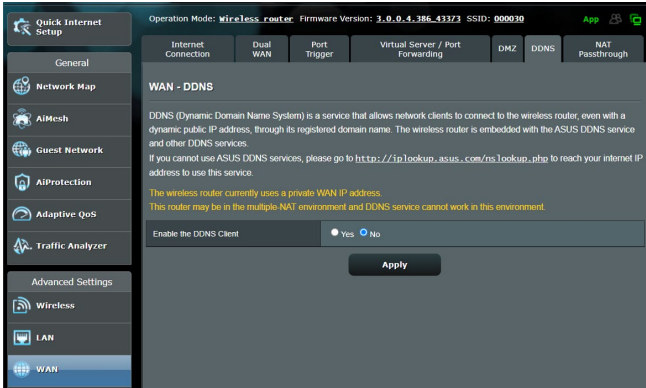 Quick Internet
Setup
Operation Mode: Wireless router Firmware Version: 3.0.0.4.386_43373 SSID: 000030
App
Internet
Connection
Dual
WAN
Port
Trigger
Virtual Server / Port
Forwarding
DMZ
DDNS
NAT
Passthrough
General
Network Map
AiMesh
Guest Network
AiProtection
Adaptive QoS
Traffic Analyzer
Advanced Settings
Wireless
LAN
WAN
WAN - DDNS
DDNS (Dynamic Domain Name System) is a service that allows network clients to connect to the wireless router, even with a
dynamic public IP address, through its registered domain name. The wireless router is embedded with the ASUS DDNS service
and other DDNS services.
If you cannot use ASUS DDNS services, please go to http://iplookup.asus.com/nslookup.php to reach your internet IP
address to use this service.
The wireless router currently uses a private WAN IP address.
This router may be in the multiple-NAT environment and DDNS service cannot work in this environment.
Enable the DDNS Client
Yes No
Apply